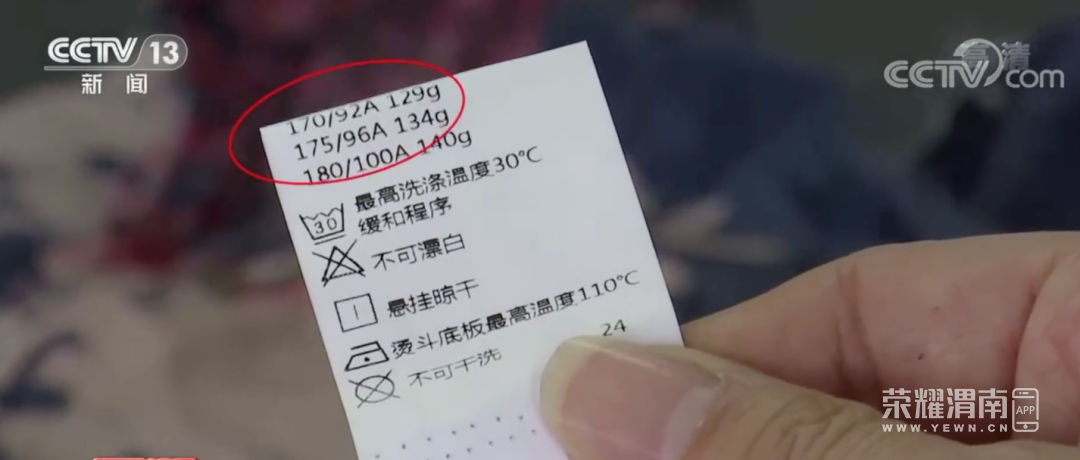 CCTV 13
新闻
高清
CCTV com
170/92A 129g
175/96A 134g
180/100A 140g
30
最高洗涤温度30℃
缓和程序
不可漂白
悬挂晾干
烫斗底板最高温度110℃
不可干洗
24
荣耀渭南 APP
WWW.YEWN.CN